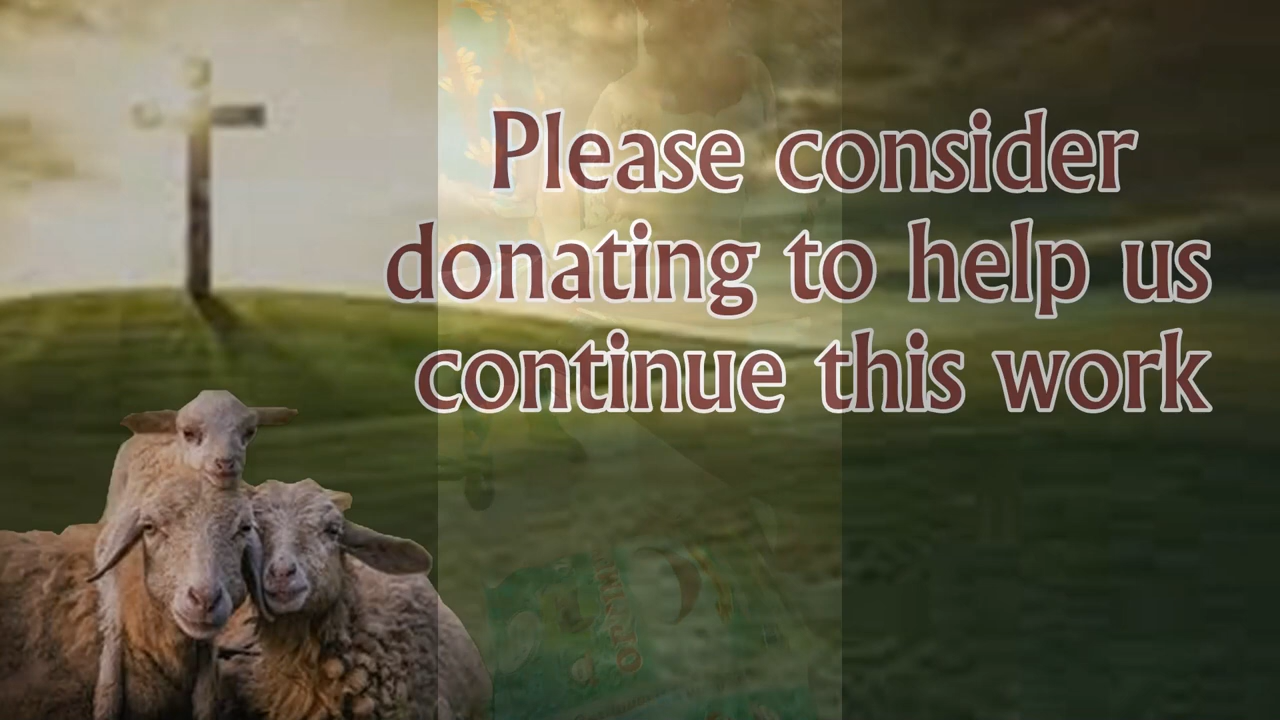 Please consider
donating to help us
continue this work